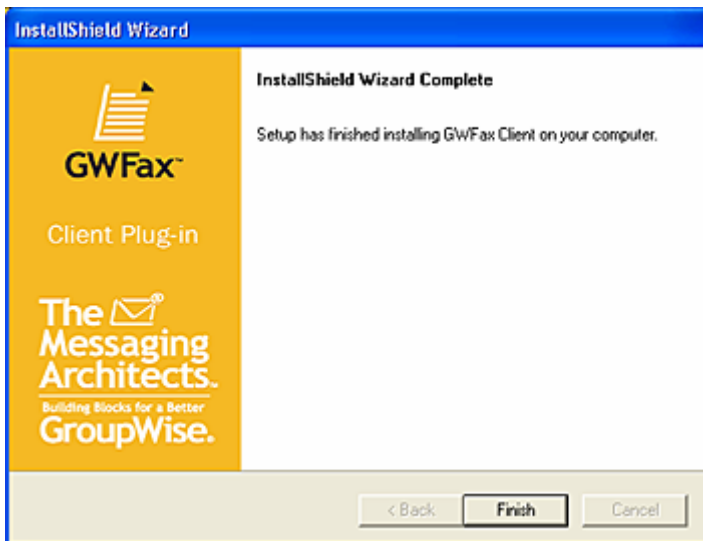 InstallShield Wizard
GWFax™
Client Plug-in
The
Messaging
Architects™
Building Blocks for a Better
GroupWise.
InstallShield Wizard Complete
Setup has finished installing GWFax Client on your computer.
< Back
Finish
Cancel